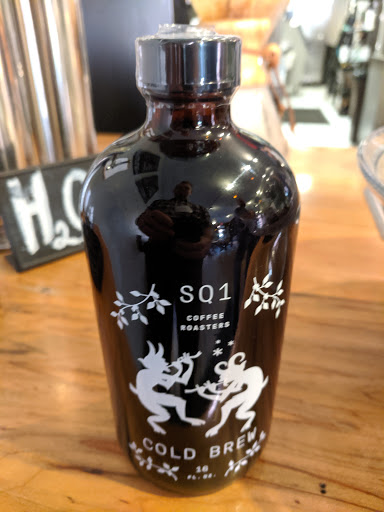 H2O
SQ1
COFFEE
ROASTERS
COLD BREW
16
FL. OZ.